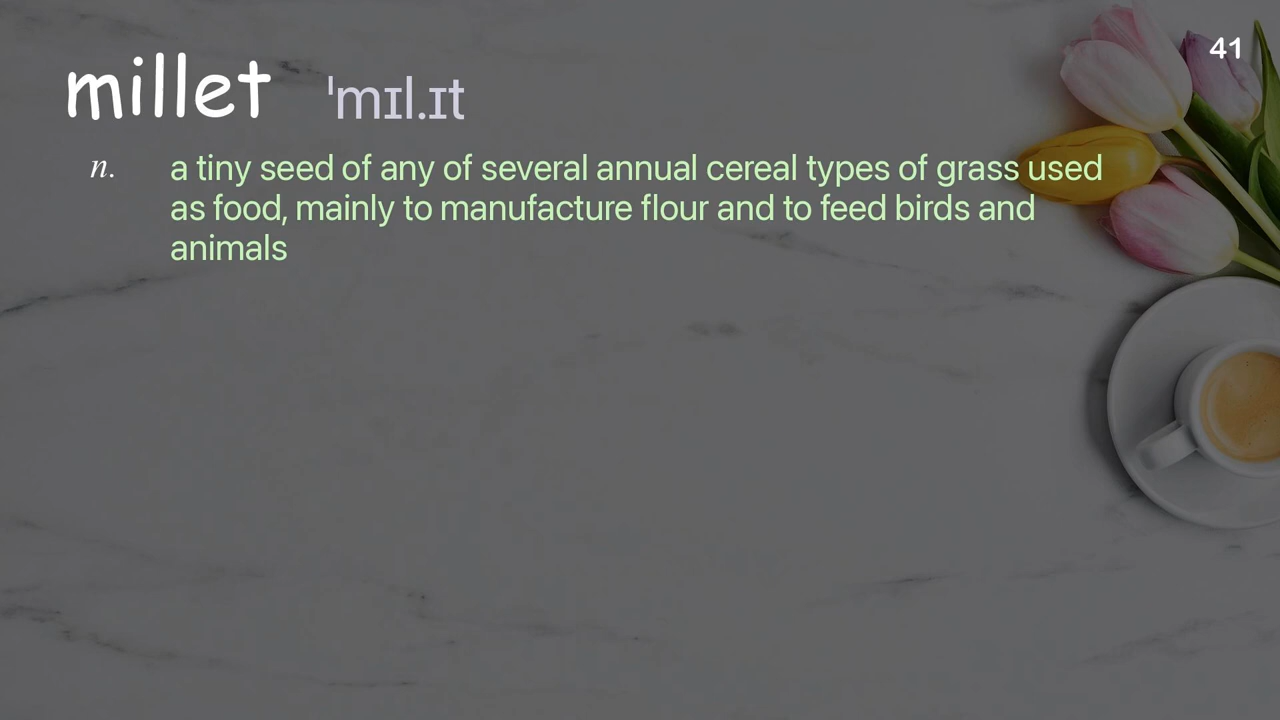 41
millet ˈmɪl.ɪt
n. a tiny seed of any of several annual cereal types of grass used
as food, mainly to manufacture flour and to feed birds and
animals